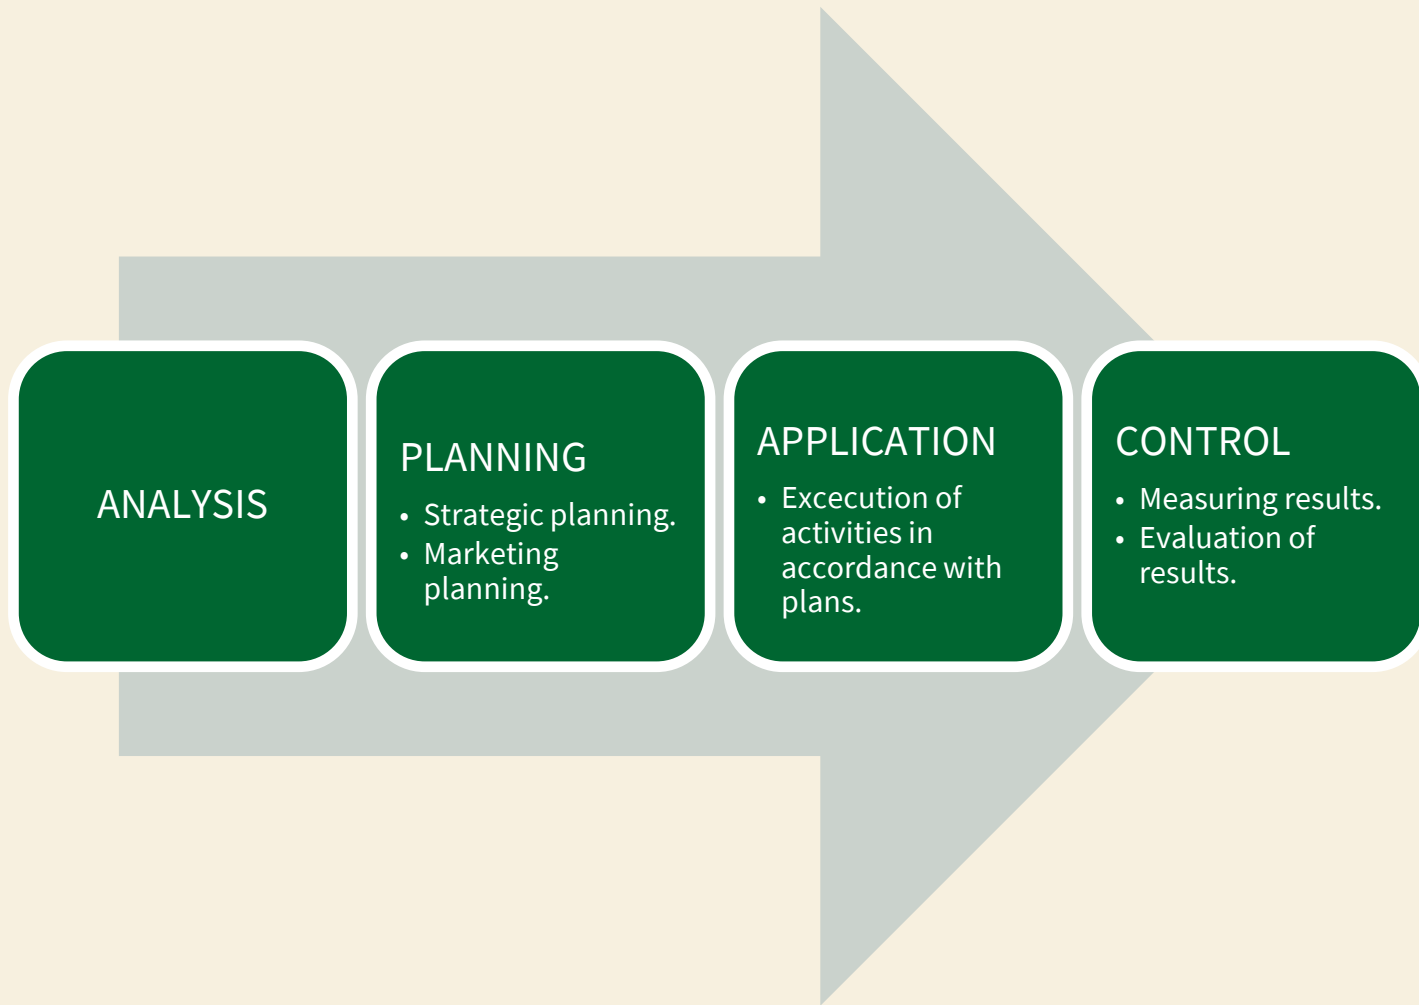 ANALYSIS
PLANNING
• Strategic planning.
• Marketing
planning.
APPLICATION
• Excecution of
activities in
accordance with
plans.
CONTROL
• Measuring results.
• Evaluation of
results.